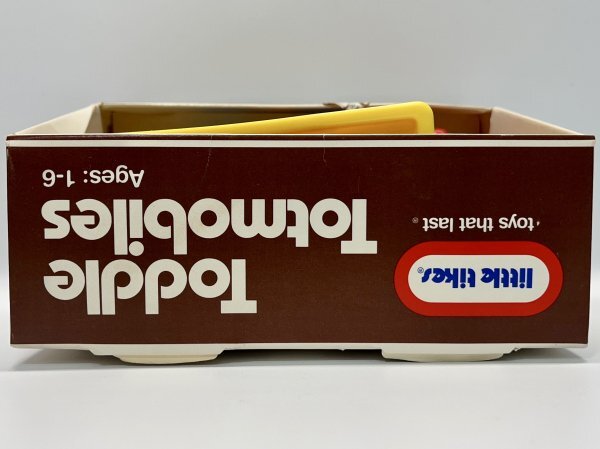 little tikes®
toys that last®
Toddle
Totmobiles
Ages: 1-6